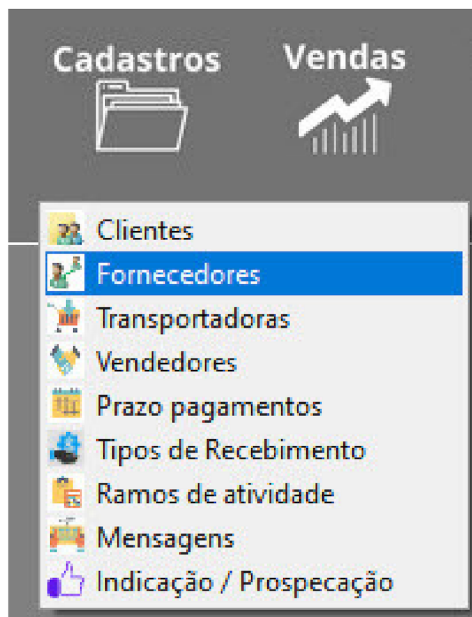 Cadastros
Vendas
Clientes
Fornecedores
Transportadoras
Vendedores
Prazo pagamentos
Tipos de Recebimento
Ramos de atividade
Mensagens
Indicação / Prospecação